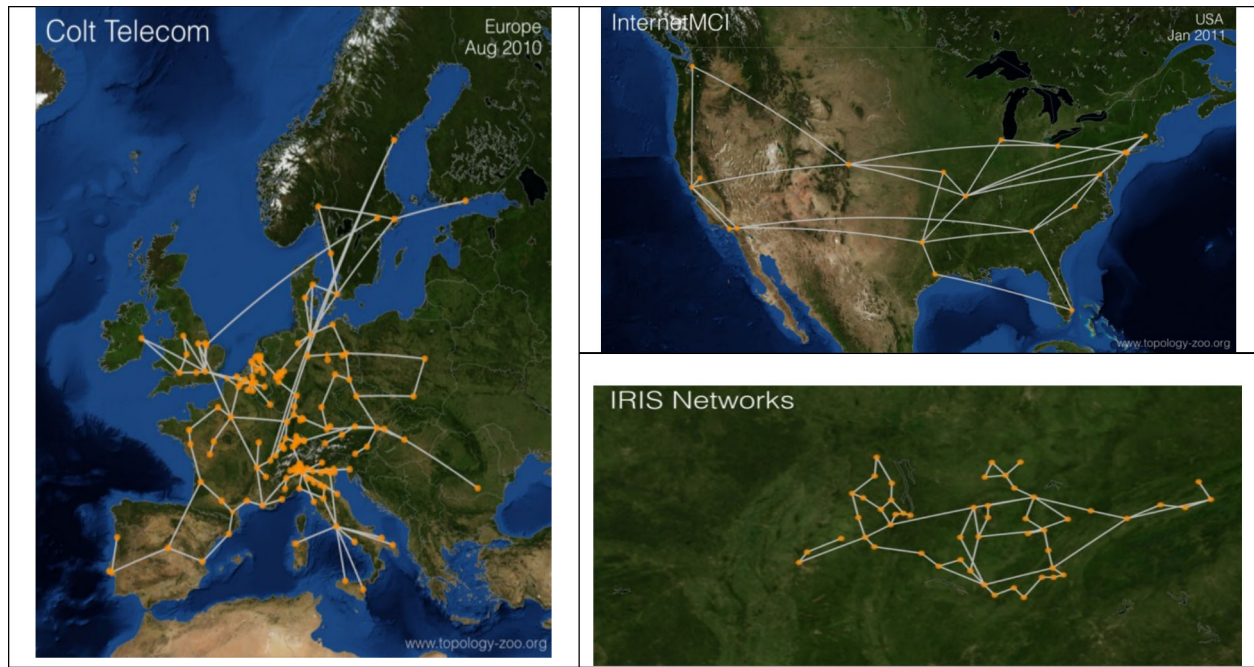 Colt Telecom
Europe
Aug 2010
www.topology-zoo.org
InternetMCI
USA
Jan 2011
www.topology-zoo.org
IRIS Networks